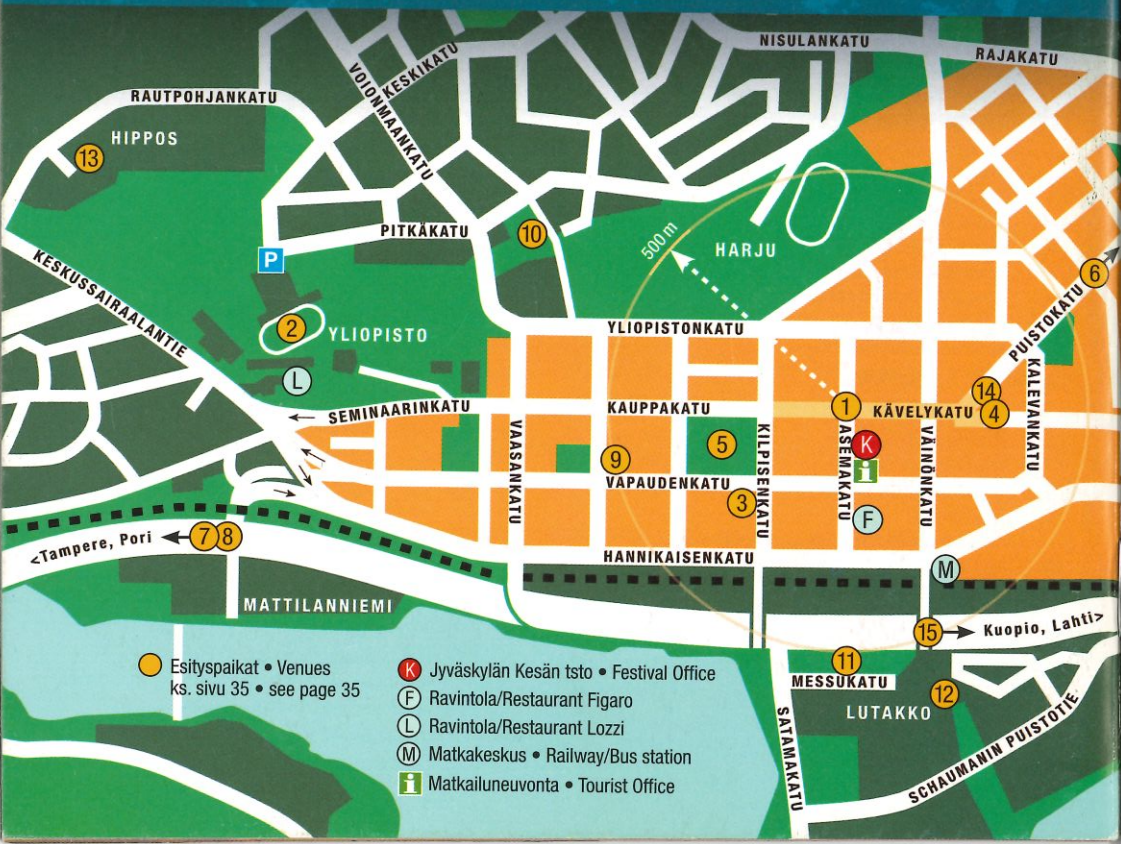 NISULANKATU
RAJAKATU
KESKIKATU
VOIONMAANKATU
RAUTPOHJANKATU
HIPPOS
13
10
PITKÄKATU
P
500 m
HARJU
6
KESKUSSAIRAALANTIE
2
YLIOPISTO
YLIOPISTONKATU
PUISTOKATU
L
KALEVANKATU
14
SEMINAARINKATU
KAUPPAKATU
1
KÄVELYKATU
4
VAASANKATU
5
KILPISENKATU
ASEMAKATU
K
VÄINÖNKATU
9
i
VAPAUDENKATU
3
F
7
8
<Tampere, Pori
HANNIKAISENKATU
M
MATTILANNIEMI
15
Kuopio, Lahti>
11
MESSUKATU
12
LUTAKKO
SATAMAKATU
SCHAUMANIN PUISTOTIE
Esityspaikat • Venues
ks. sivu 35 • see page 35
K Jyväskylän Kesän tsto • Festival Office
F Ravintola/Restaurant Figaro
L Ravintola/Restaurant Lozzi
M Matkakeskus • Railway/Bus station
i Matkailuneuvonta • Tourist Office